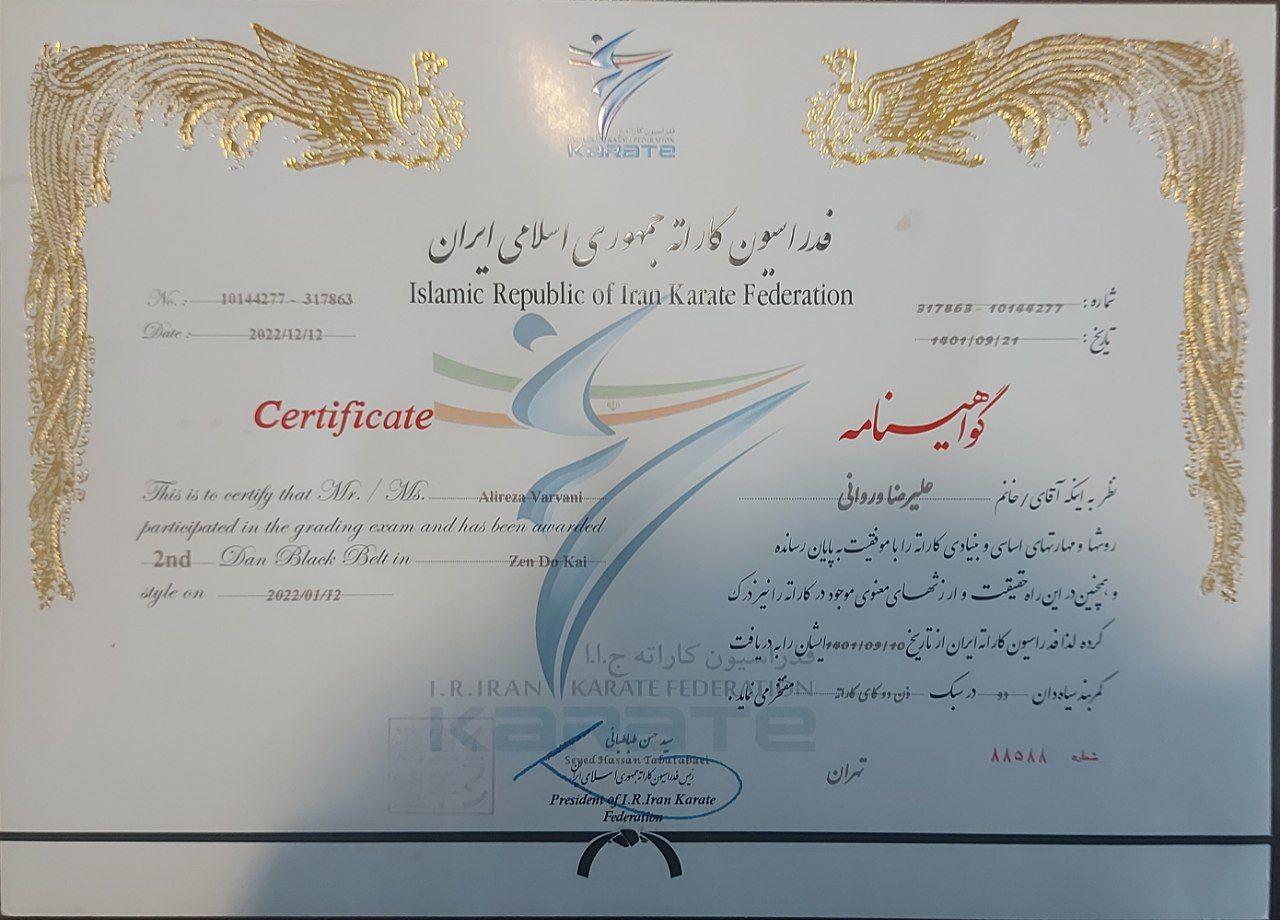 فدراسیون کاراته ج.ا.ا
I.R.IRAN KARATE FEDERATION
KARATE
فدراسیون کاراته جمهوری اسلامی ایران
Islamic Republic of Iran Karate Federation
No. : 10144277 - 317863
Date : 2022/12/12
شماره : 317863 - 10144277
تاریخ : 1401/09/21
Certificate
This is to certify that Mr. / Ms. Alireza Varvani
participated in the grading exam and has been awarded
2nd Dan Black Belt in Zen Do Kai
style on 2022/01/12
گواهینامه
نظر به اینکه آقای / خانم علیرضا وروانی
روشها و مهارتهای اساسی و بنیادی کاراته را با موفقیت به پایان رسانده
و همچنین در این راه حقیقت و ارزشهای معنوی موجود در کاراته را نیز درک
کرده لذا فدراسیون کاراته ایران از تاریخ 1401/09/10 ایشان را به دریافت
کمربند سیاه دان دو در سبک ذن دو کای کاراته مفتخر می نماید.
فدراسیون کاراته ج.ا.ا
I.R.IRAN KARATE FEDERATION
KARATE
سید حسن طباطبائی
Seyed Hassan Tabatabaei
رئیس فدراسیون کاراته جمهوری اسلامی ایران
President of I.R.Iran Karate
Federation
تهران
۸۸۵۸۸